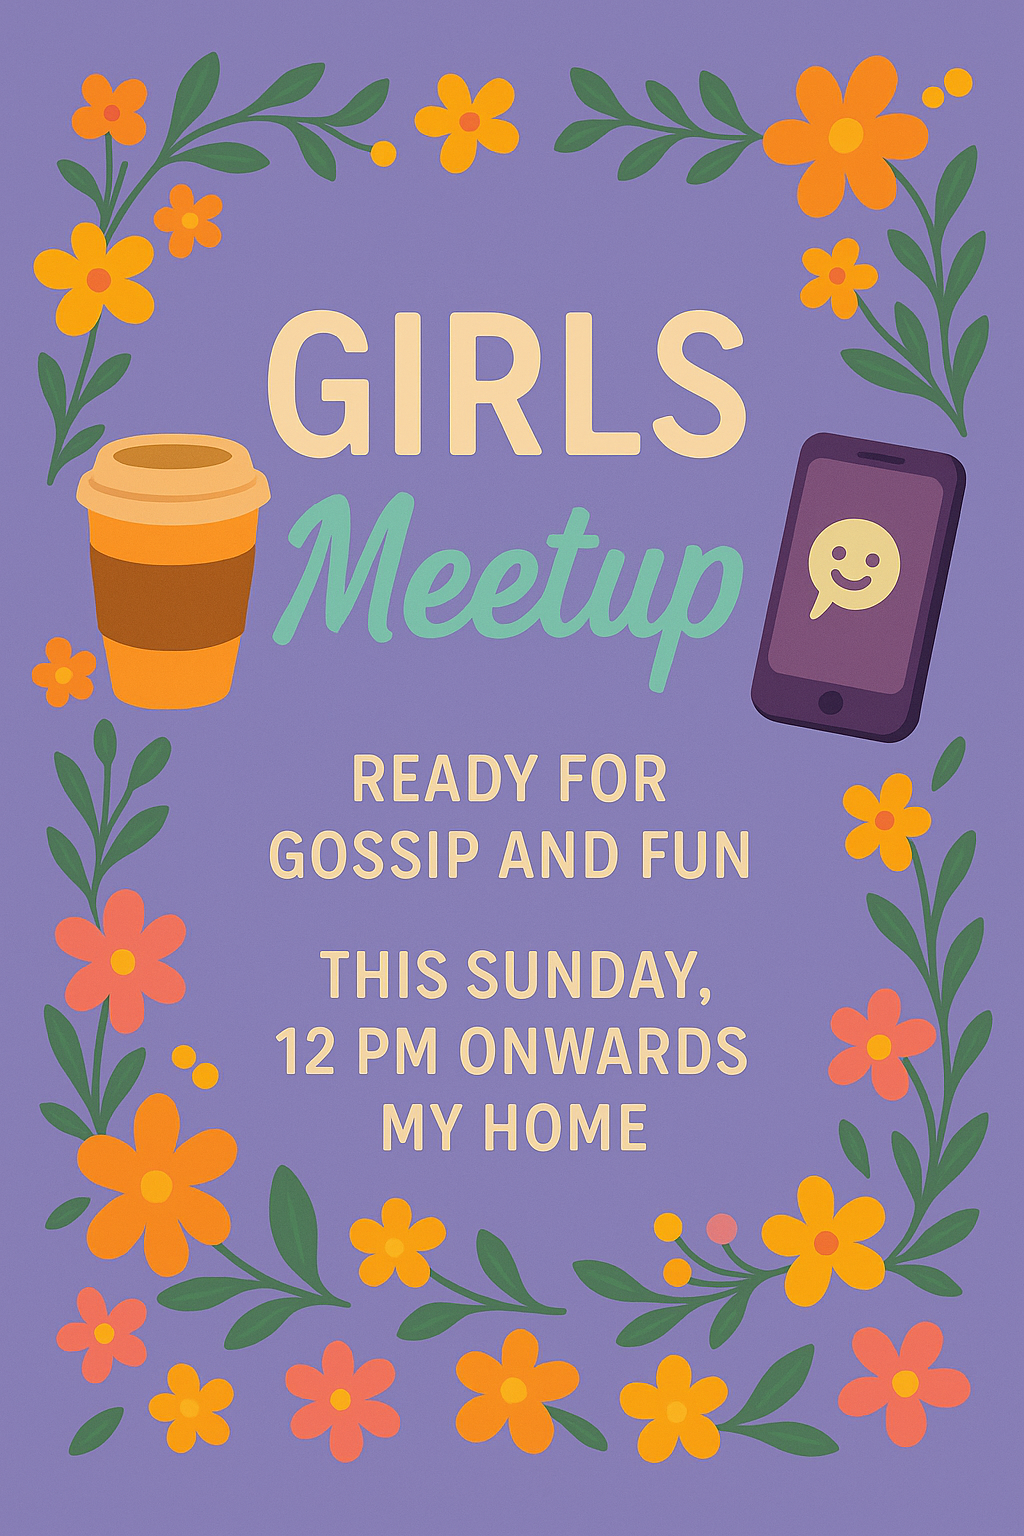 GIRLS
Meetup
READY FOR
GOSSIP AND FUN
THIS SUNDAY,
12 PM ONWARDS
MY HOME